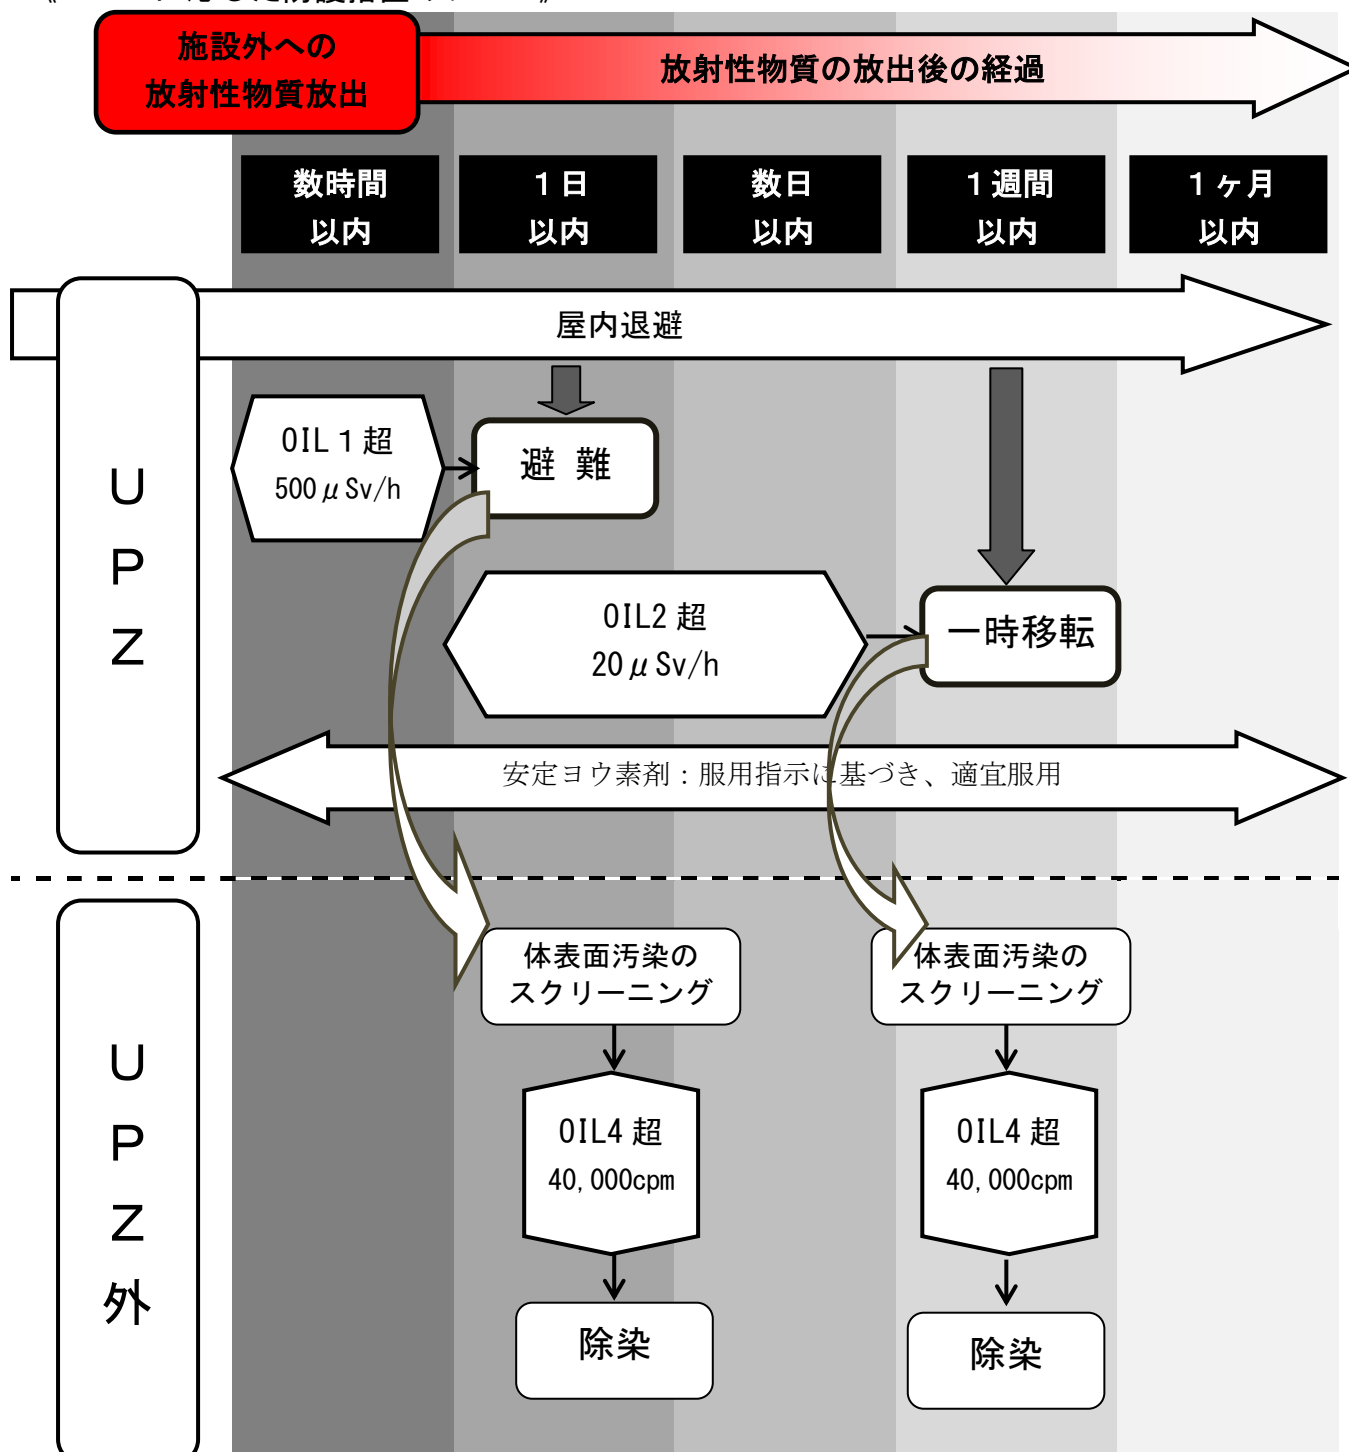 施設外への
放射性物質放出
放射性物質の放出後の経過
数時間
以内
１日
以内
数日
以内
１週間
以内
１ヶ月
以内
屋内退避
ＵＰＺ
OIL１超
500μSv/h
避 難
OIL2 超
20μSv/h
一時移転
安定ヨウ素剤：服用指示に基づき、適宜服用
ＵＰＺ外
体表面汚染の
スクリーニング
体表面汚染の
スクリーニング
OIL4 超
40,000cpm
OIL4 超
40,000cpm
除染
除染